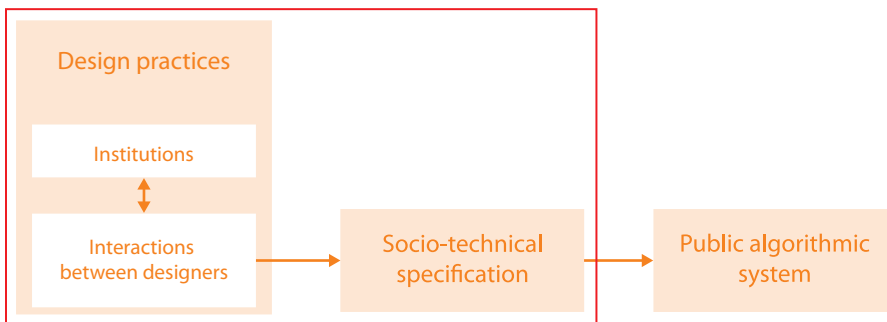 Design practices
Institutions
Interactions
between designers
Socio-technical
specification
Public algorithmic
system